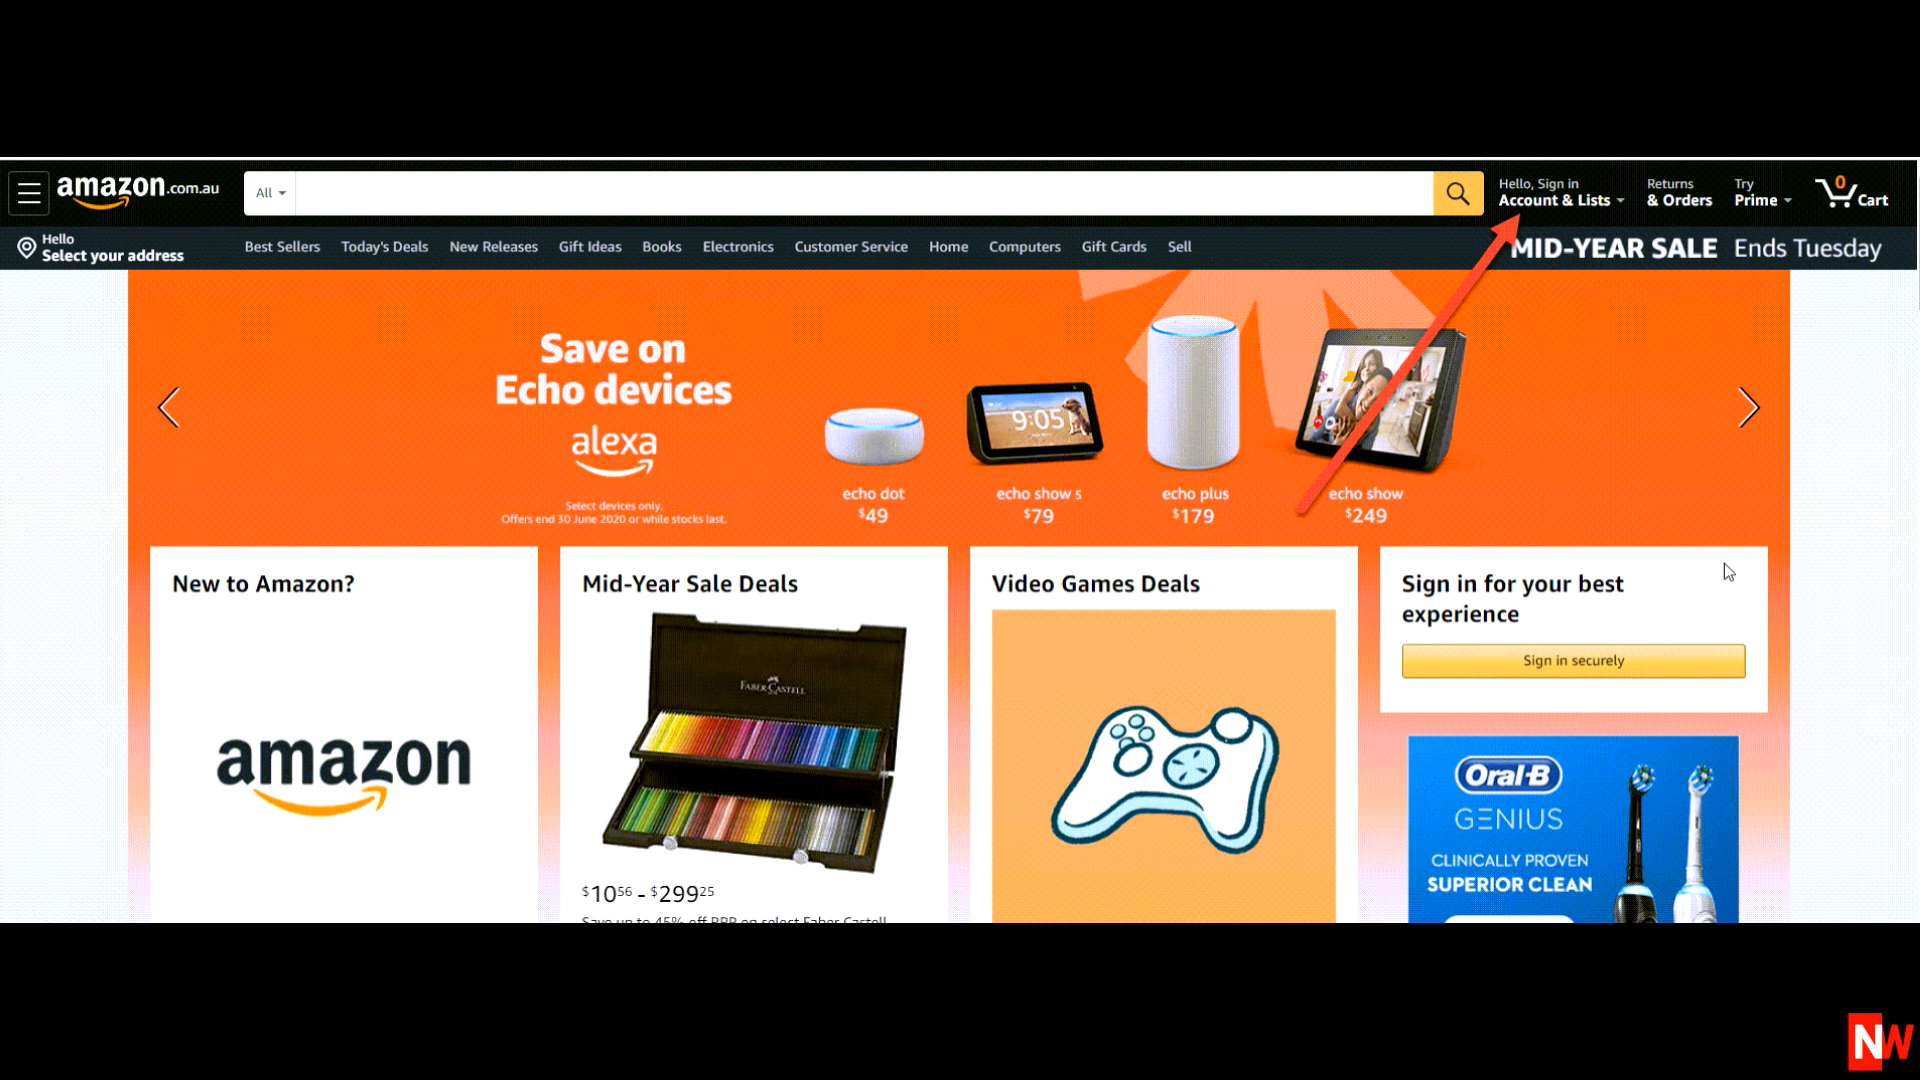 amazon.com.au
All
Hello, Sign in
Account & Lists
Returns
& Orders
Try
Prime
0
Cart
Hello
Select your address
Best Sellers
Today's Deals
New Releases
Gift Ideas
Books
Electronics
Customer Service
Home
Computers
Gift Cards
Sell
MID-YEAR SALE Ends Tuesday
Save on
Echo devices
alexa
Select devices only.
Offers end 30 June 2020 or while stocks last.
9:05
echo dot
$49
echo show 5
$79
echo plus
$179
echo show
$249
New to Amazon?
amazon
Mid-Year Sale Deals
FABER-CASTELL
$10 56 - $299 25
Save up to 45% off RRP on select Faber Castell
Video Games Deals
Sign in for your best
experience
Sign in securely
Oral-B
GENIUS
CLINICALLY PROVEN
SUPERIOR CLEAN
NW